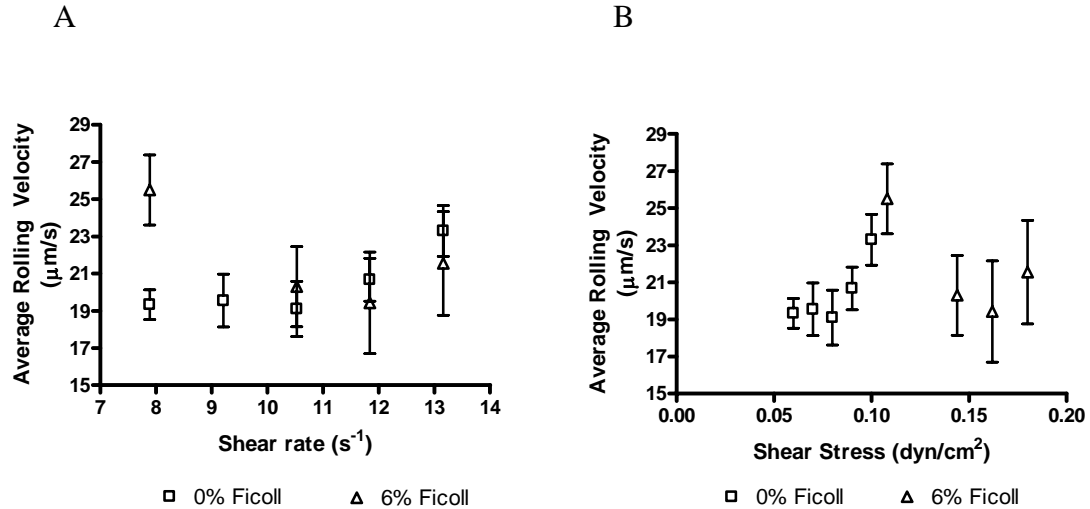 A
B
Average Rolling Velocity
(μm/s)
29
27
25
23
21
19
17
15
7 8 9 10 11 12 13 14
Shear rate (s-1)
0% Ficoll 6% Ficoll
Average Rolling Velocity
(μm/s)
29
27
25
23
21
19
17
15
0.00 0.05 0.10 0.15 0.20
Shear Stress (dyn/cm2)
0% Ficoll 6% Ficoll